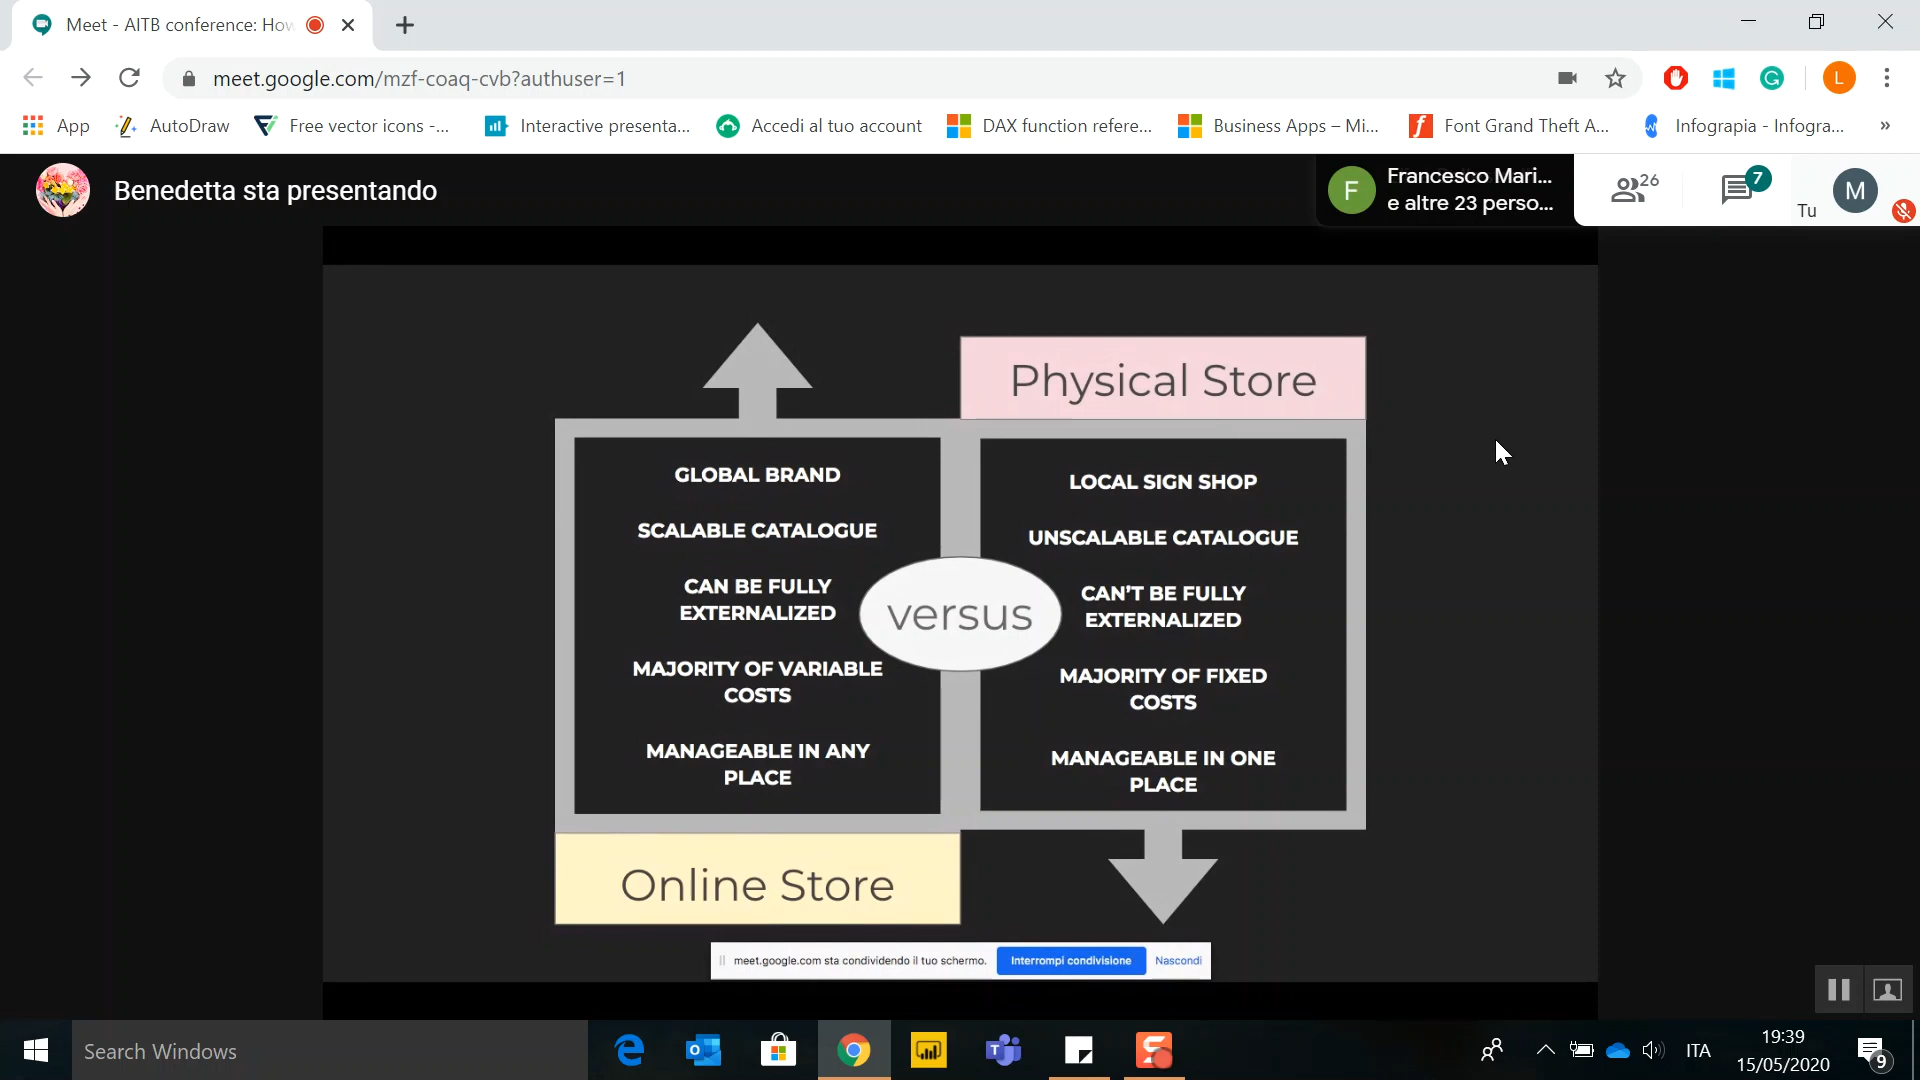 Meet - AITB conference: How
meet.google.com/mzf-coaq-cvb?authuser=1
L
App
AutoDraw
Free vector icons -...
Interactive presenta...
Accedi al tuo account
DAX function refere...
Business Apps – Mi...
Font Grand Theft A...
Infograpia - Infogra...
»
Benedetta sta presentando
F
Francesco Mari...
e altre 23 perso...
26
7
Tu
M
Physical Store
GLOBAL BRAND
SCALABLE CATALOGUE
CAN BE FULLY
EXTERNALIZED
MAJORITY OF VARIABLE
COSTS
MANAGEABLE IN ANY
PLACE
versus
LOCAL SIGN SHOP
UNSCALABLE CATALOGUE
CAN'T BE FULLY
EXTERNALIZED
MAJORITY OF FIXED
COSTS
MANAGEABLE IN ONE
PLACE
Online Store
meet.google.com sta condividendo il tuo schermo.
Interrompi condivisione
Nascondi
Search Windows
ITA
19:39
15/05/2020
9